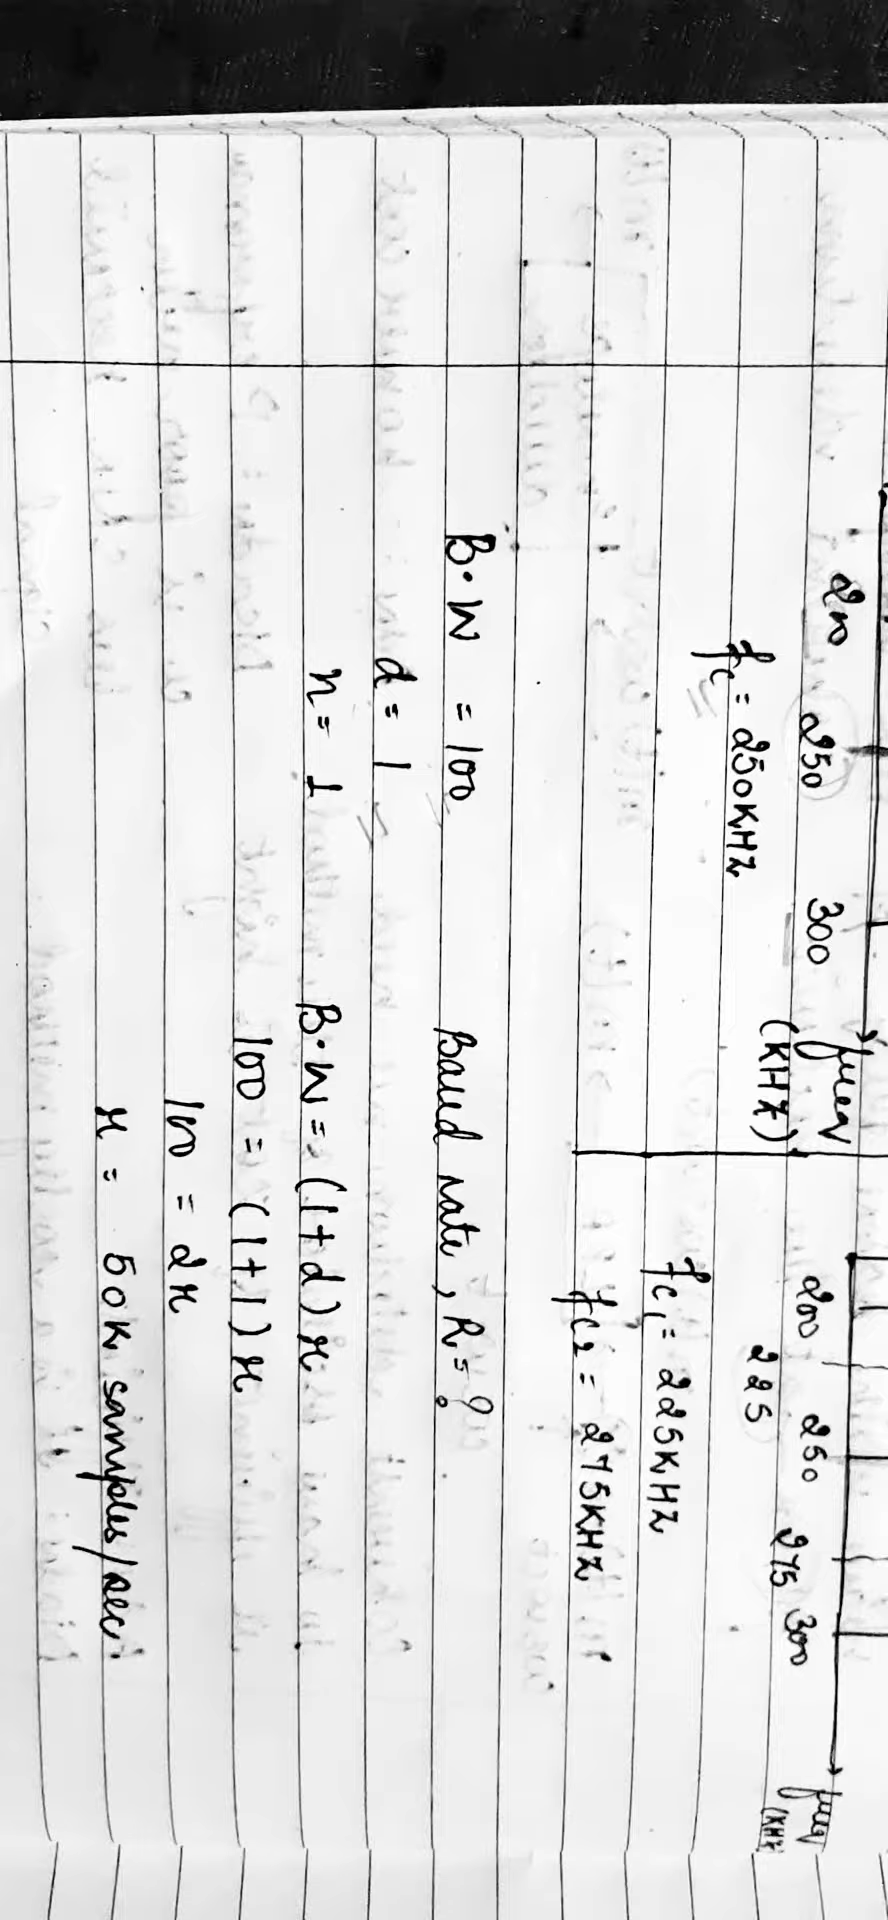 200 250 300 freq
(KHz)
fc = 250KHz
200 250 300 freq
225 275 (KHz)
fc1 = 225KHz
fc2 = 275KHz
B.W = 100 Baud rate, R = ?
d = 1
n = 1 B.W = (1+d)r
100 = (1+1)r
100 = 2r
r = 50K samples/sec